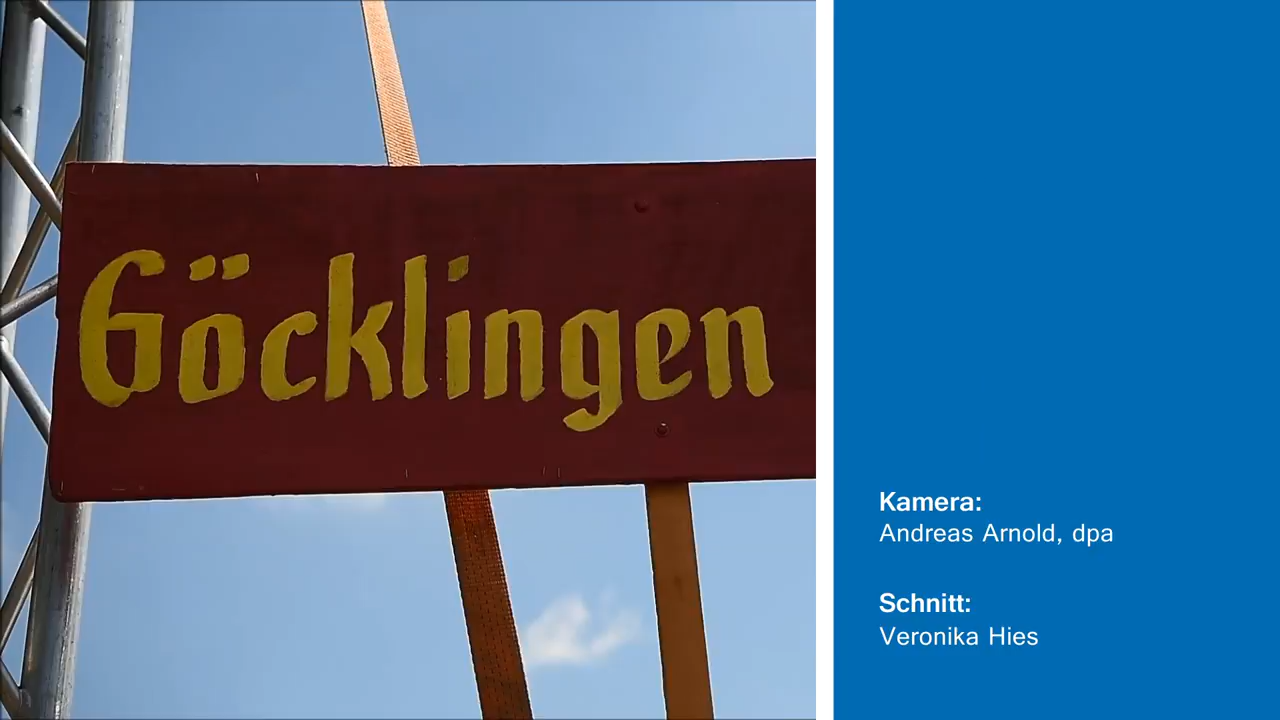 Göcklingen
Kamera:
Andreas Arnold, dpa
Schnitt:
Veronika Hies